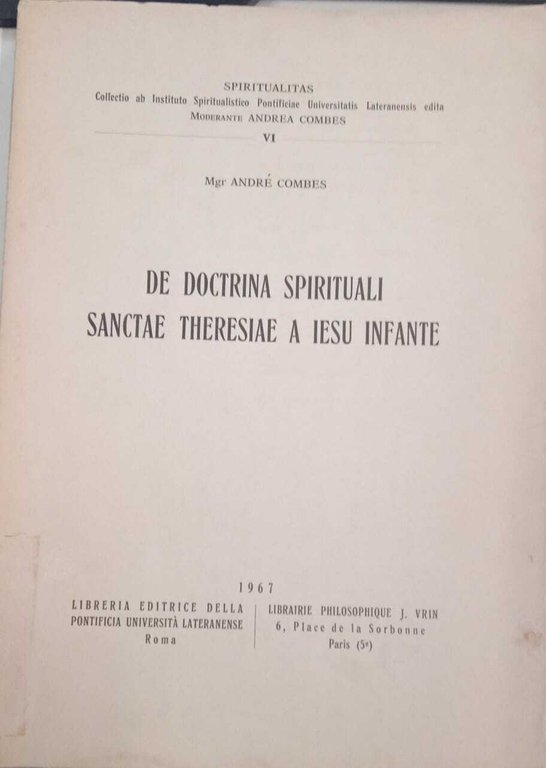 SPIRITUALITAS
Collectio ab Instituto Spiritualistico Pontificiae Universitatis Lateranensis edita
MODERANTE ANDREA COMBES
VI
Mgr ANDRÉ COMBES
DE DOCTRINA SPIRITUALI
SANCTAE THERESIAE A IESU INFANTE
1967
LIBRERIA EDITRICE DELLA
PONTIFICIA UNIVERSITÀ LATERANENSE
Roma
LIBRAIRIE PHILOSOPHIQUE J. VRIN
6, Place de la Sorbonne
Paris (5e)